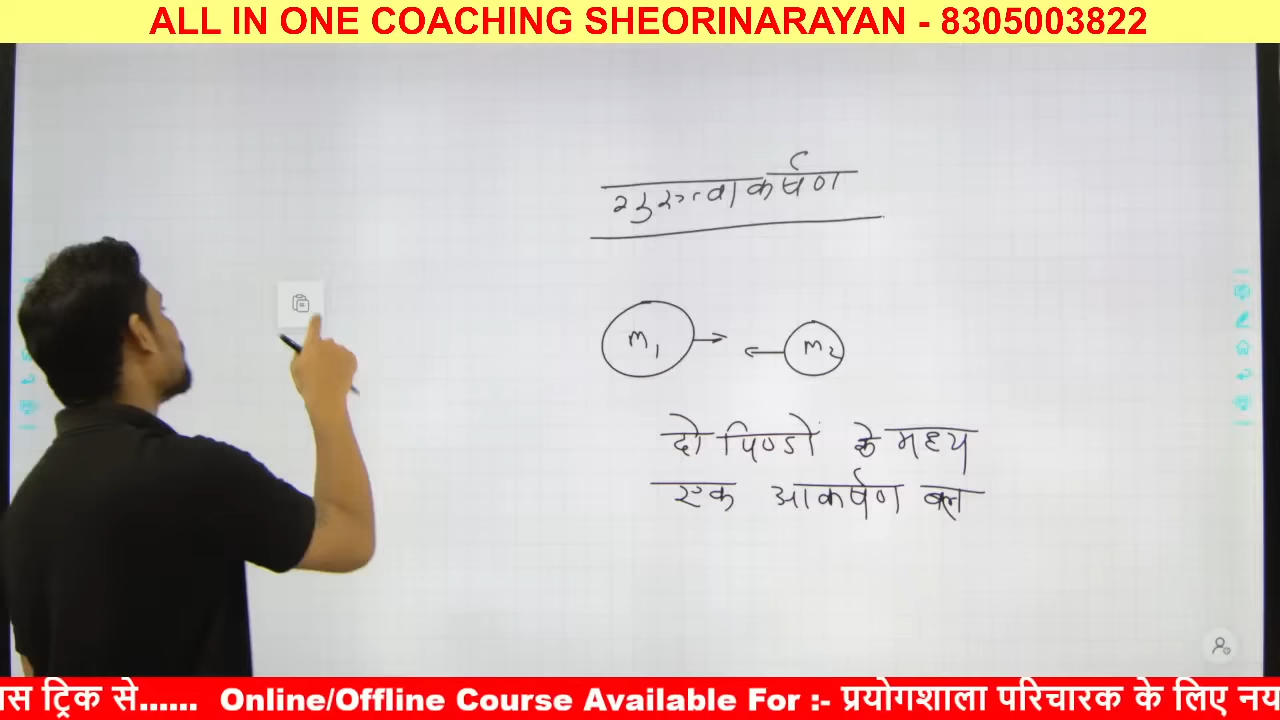 ALL IN ONE COACHING SHEORINARAYAN - 8305003822
गुरुत्वाकर्षण
m1
m2
दो पिण्डो के मध्य
एक आकर्षण बल
ास ट्रिक से...... Online/Offline Course Available For :- प्रयोगशाला परिचारक के लिए नय